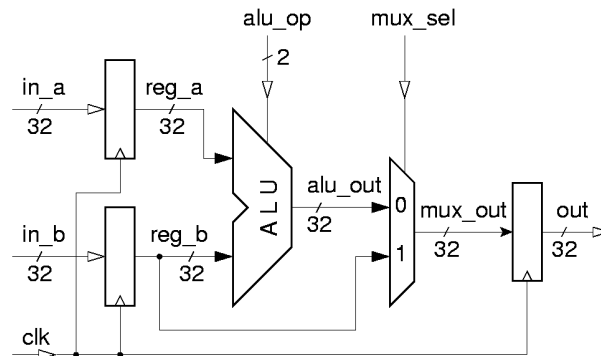 alu_op
mux_sel
2
in_a
32
reg_a
32
ALU
alu_out
32
0
1
mux_out
32
out
32
in_b
32
reg_b
32
clk